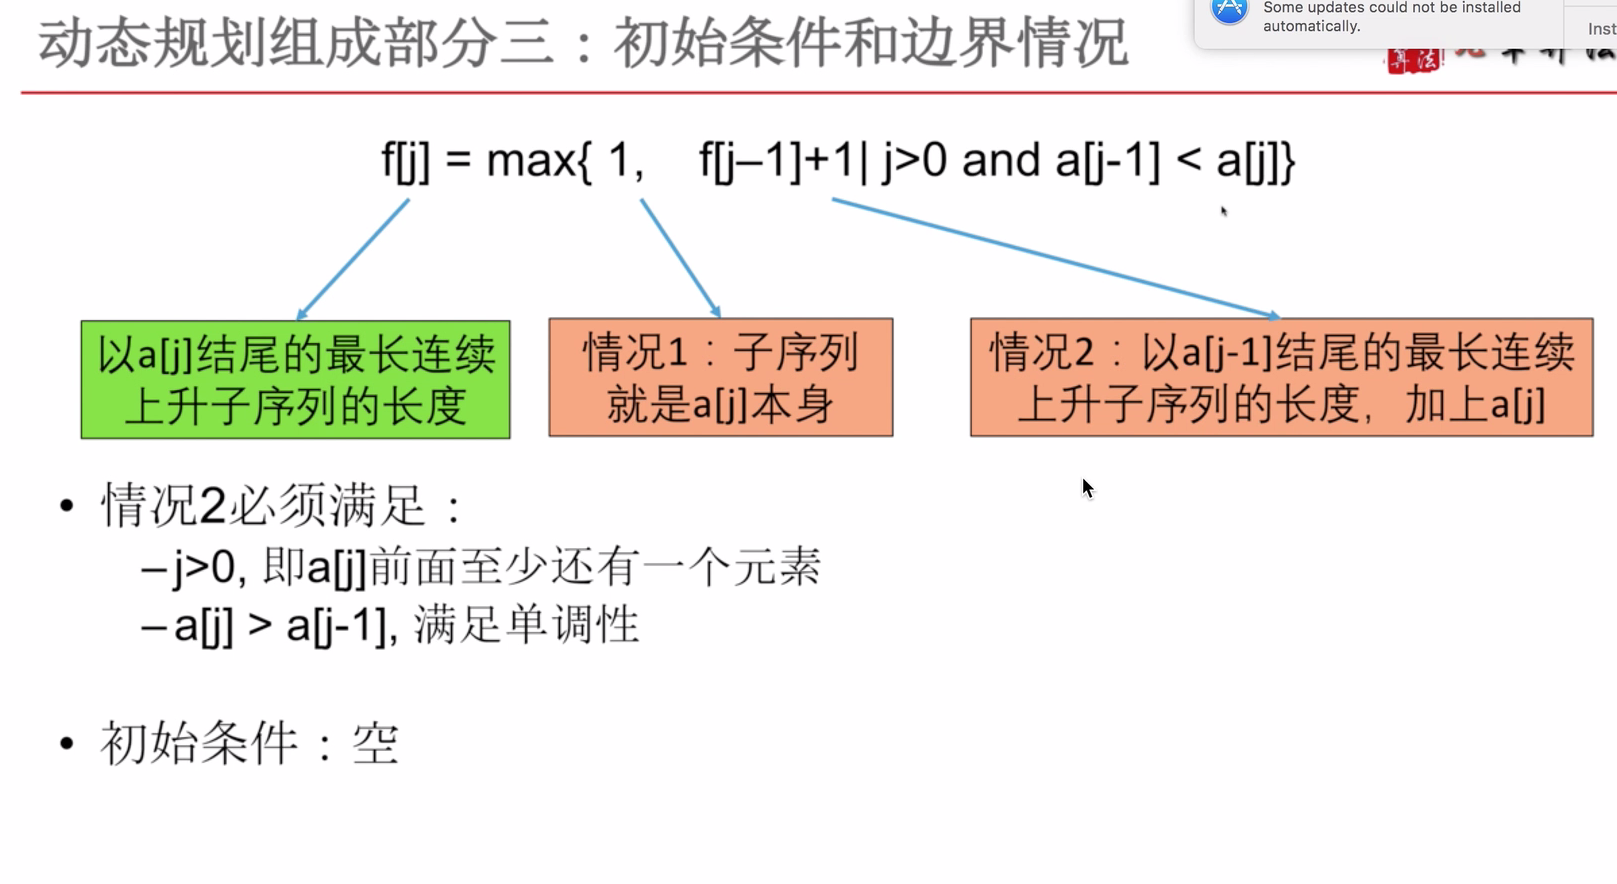 动态规划组成部分三：初始条件和边界情况
Some updates could not be installed
automatically.
算法
f[j] = max{ 1, f[j–1]+1| j>0 and a[j-1] < a[j]}
以a[j]结尾的最长连续
上升子序列的长度
情况1：子序列
就是a[j]本身
情况2：以a[j-1]结尾的最长连续
上升子序列的长度，加上a[j]
• 情况2必须满足：
– j>0, 即a[j]前面至少还有一个元素
– a[j] > a[j-1], 满足单调性
• 初始条件：空